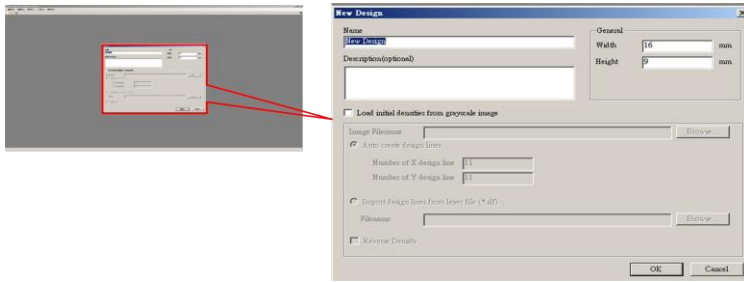 New Design
Name
New Design
Description(optional)
General
Width 16 mm
Height 9 mm
Load initial densities from grayscale image
Image Filename Browse...
Auto create design lines
Number of X design line 11
Number of Y design line 11
Import design lines from layer file
Filename Browse...
Reverse Density
OK Cancel